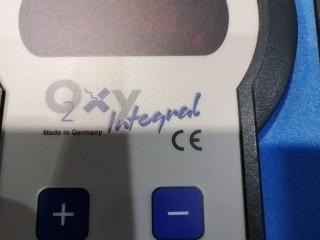 O2xy
Integral
Made in Germany
CE
+ −